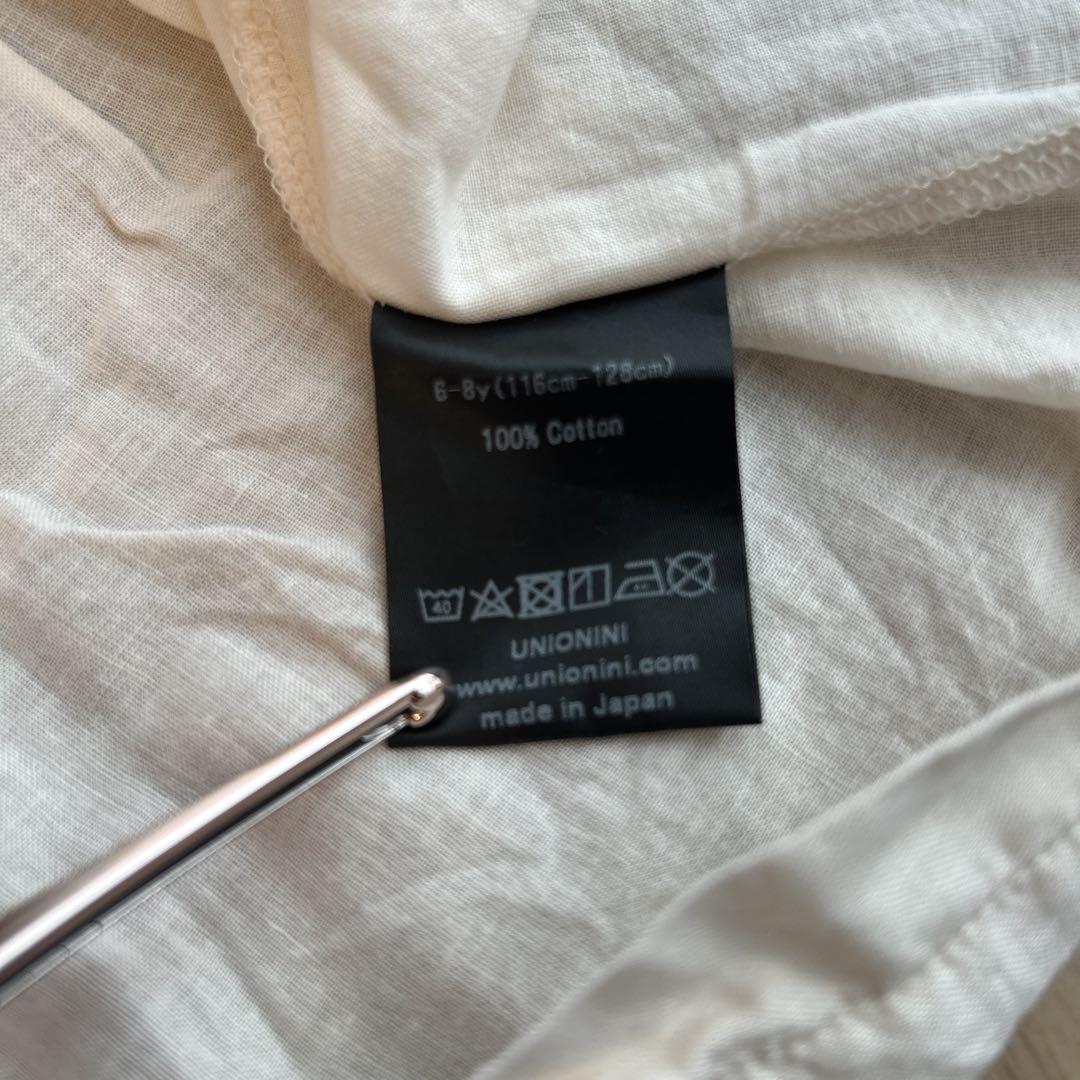 6-8y(116cm-128cm)
100% Cotton
40
UNIONINI
www.unionini.com
made in Japan